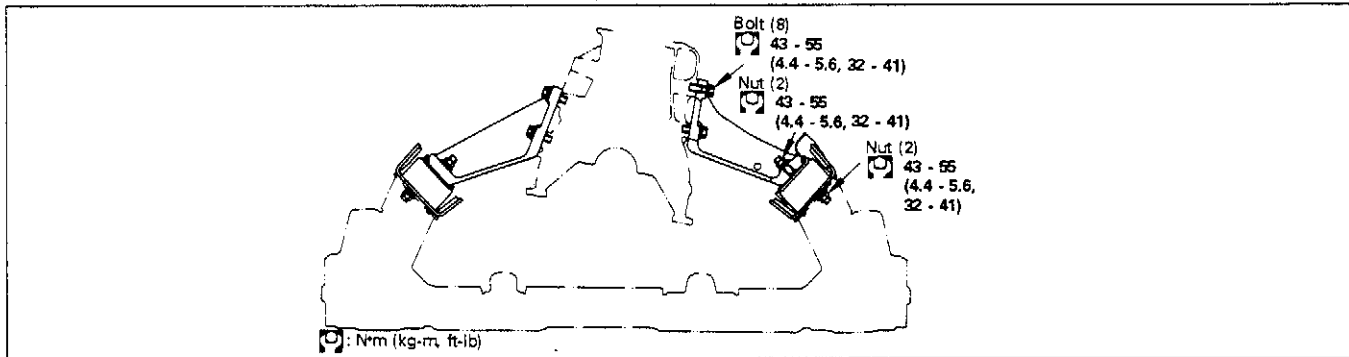 Bolt (8)
43 - 55
(4.4 - 5.6, 32 - 41)
Nut (2)
43 - 55
(4.4 - 5.6, 32 - 41)
Nut (2)
43 - 55
(4.4 - 5.6,
32 - 41)
: N•m (kg-m, ft-lb)